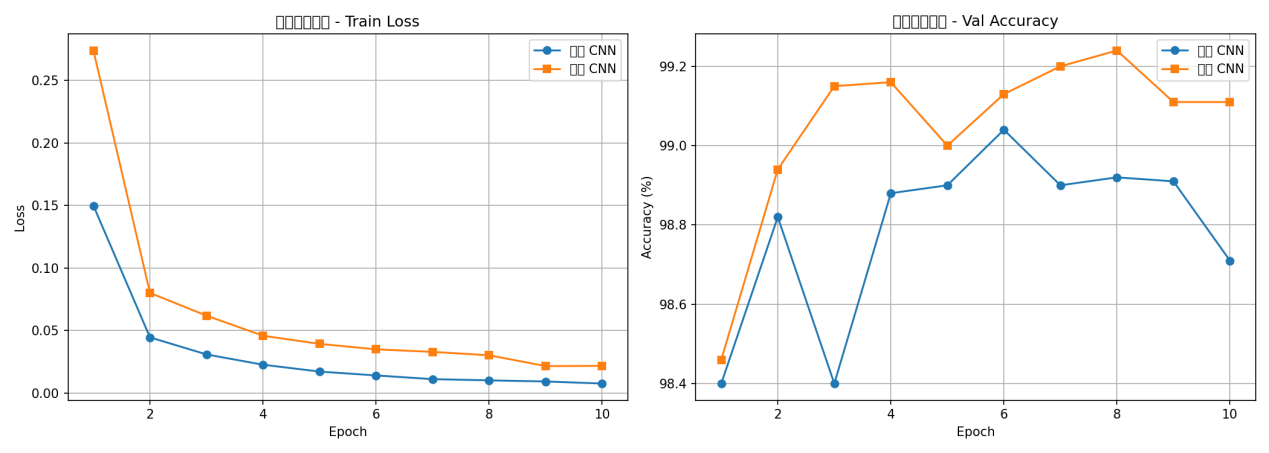 - Train Loss
CNN
CNN
0.25
0.20
0.15
0.10
0.05
0.00
Loss
2
4
6
8
10
Epoch
- Val Accuracy
CNN
CNN
99.2
99.0
98.8
98.6
98.4
Accuracy (%)
2
4
6
8
10
Epoch